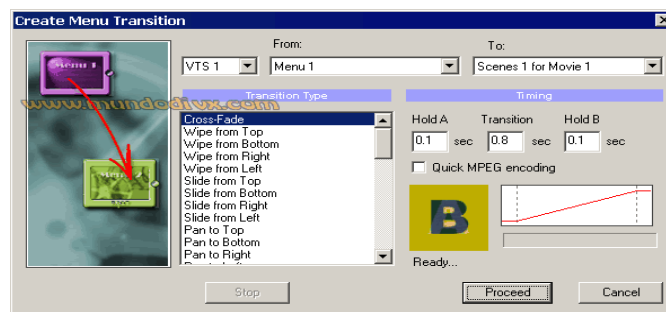 Create Menu Transition
From:
To:
VTS 1
Menu 1
Scenes 1 for Movie 1
Menu 1
www.mundodivx.com
Transition Type
Timing
Cross-Fade
Wipe from Top
Wipe from Bottom
Wipe from Right
Wipe from Left
Slide from Top
Slide from Bottom
Slide from Right
Slide from Left
Pan to Top
Pan to Bottom
Pan to Right
Hold A
Transition
Hold B
0.1 sec
0.8 sec
0.1 sec
Quick MPEG encoding
B
Ready...
Stop
Proceed
Cancel